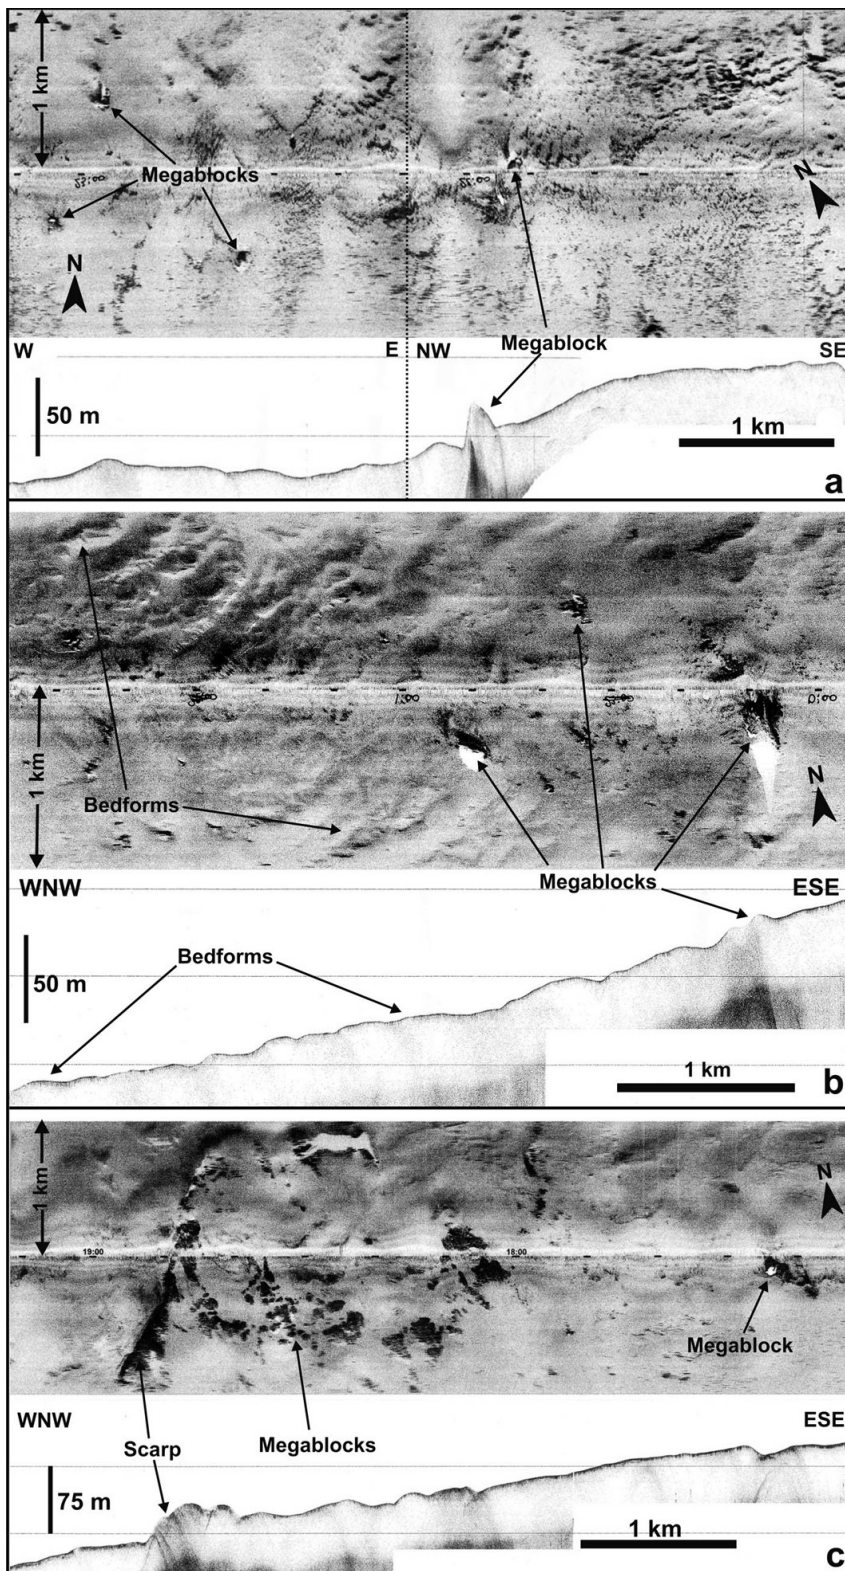 1 km
Megablocks
N
N
W
E
NW
Megablock
SE
50 m
1 km
a
1 km
Bedforms
N
Megablocks
WNW
ESE
Bedforms
50 m
1 km
b
1 km
N
19:00
18:00
Megablock
WNW
ESE
Scarp
Megablocks
75 m
1 km
c